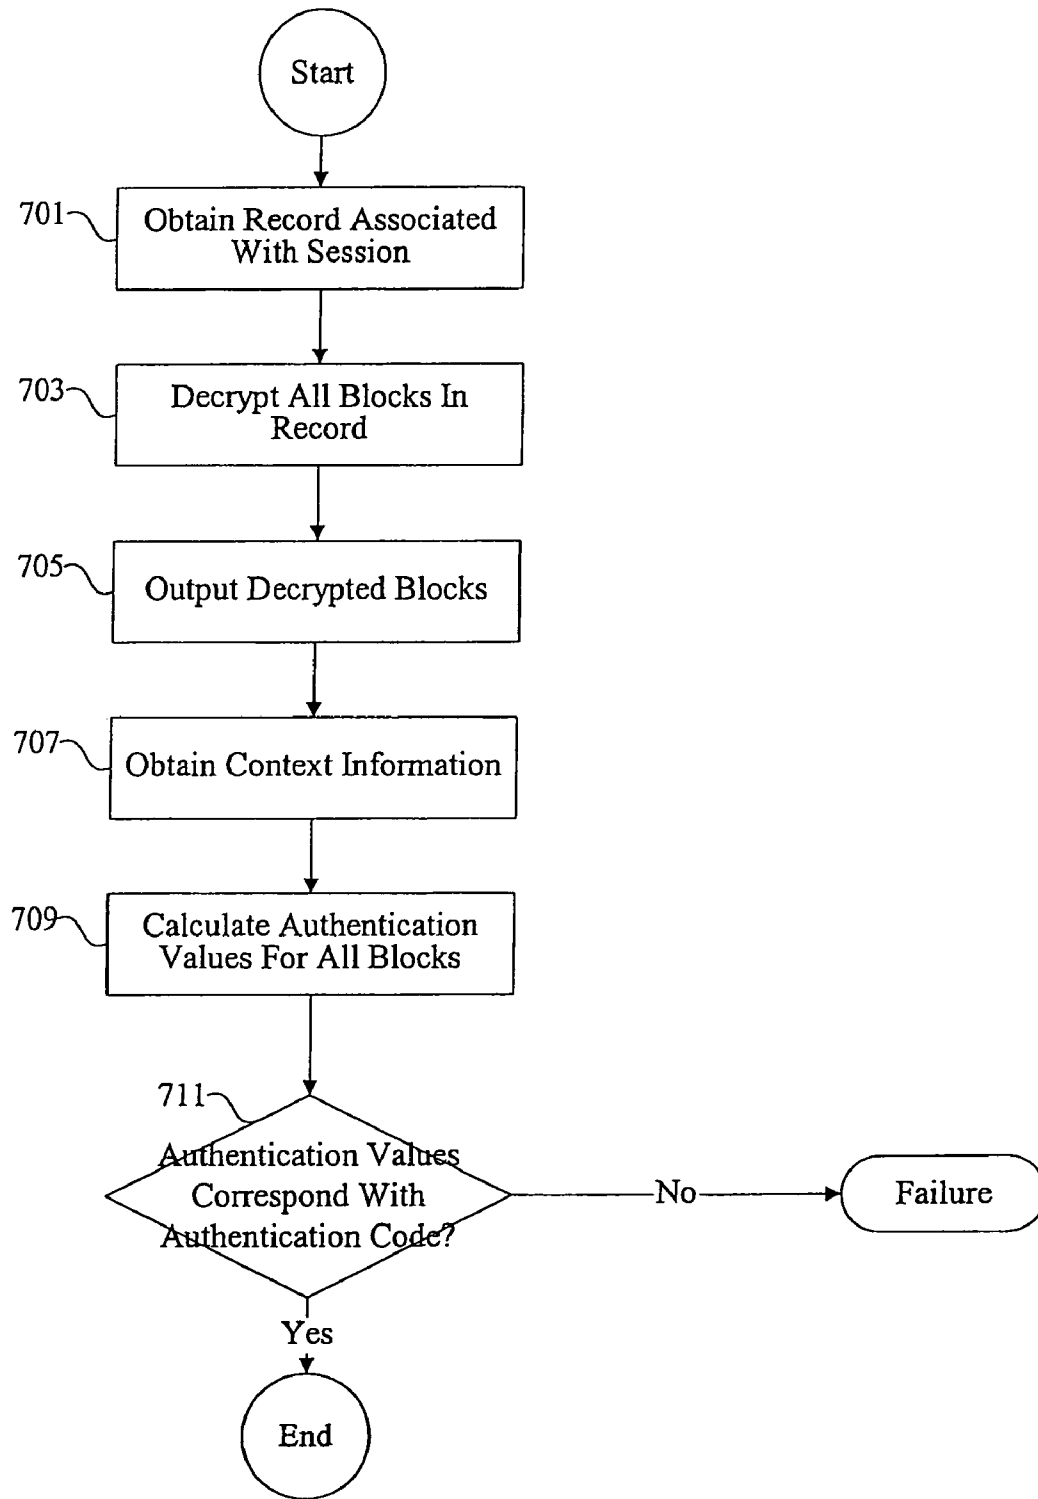 Start
701
Obtain Record Associated
With Session
703
Decrypt All Blocks In
Record
705
Output Decrypted Blocks
707
Obtain Context Information
709
Calculate Authentication
Values For All Blocks
711
Authentication Values
Correspond With
Authentication Code?
No
Failure
Yes
End